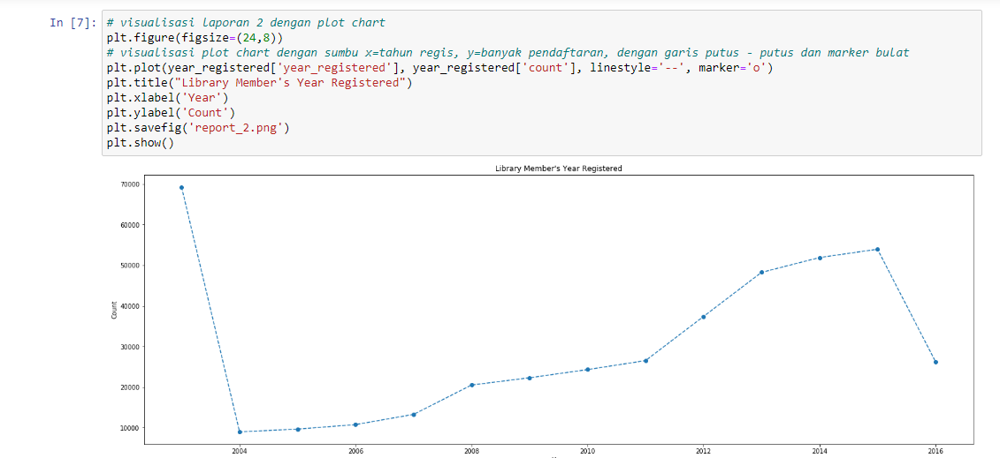 In [7]: # visualisasi laporan 2 dengan plot chart
plt.figure(figsize=(24,8))
# visualisasi plot chart dengan sumbu x=tahun regis, y=banyak pendaftaran, dengan garis putus - putus dan marker bulat
plt.plot(year_registered['year_registered'], year_registered['count'], linestyle='--', marker='o')
plt.title("Library Member's Year Registered")
plt.xlabel('Year')
plt.ylabel('Count')
plt.savefig('report_2.png')
plt.show()
Library Member's Year Registered
70000
60000
50000
40000
Count
30000
20000
10000
2004 2006 2008 2010 2012 2014 2016